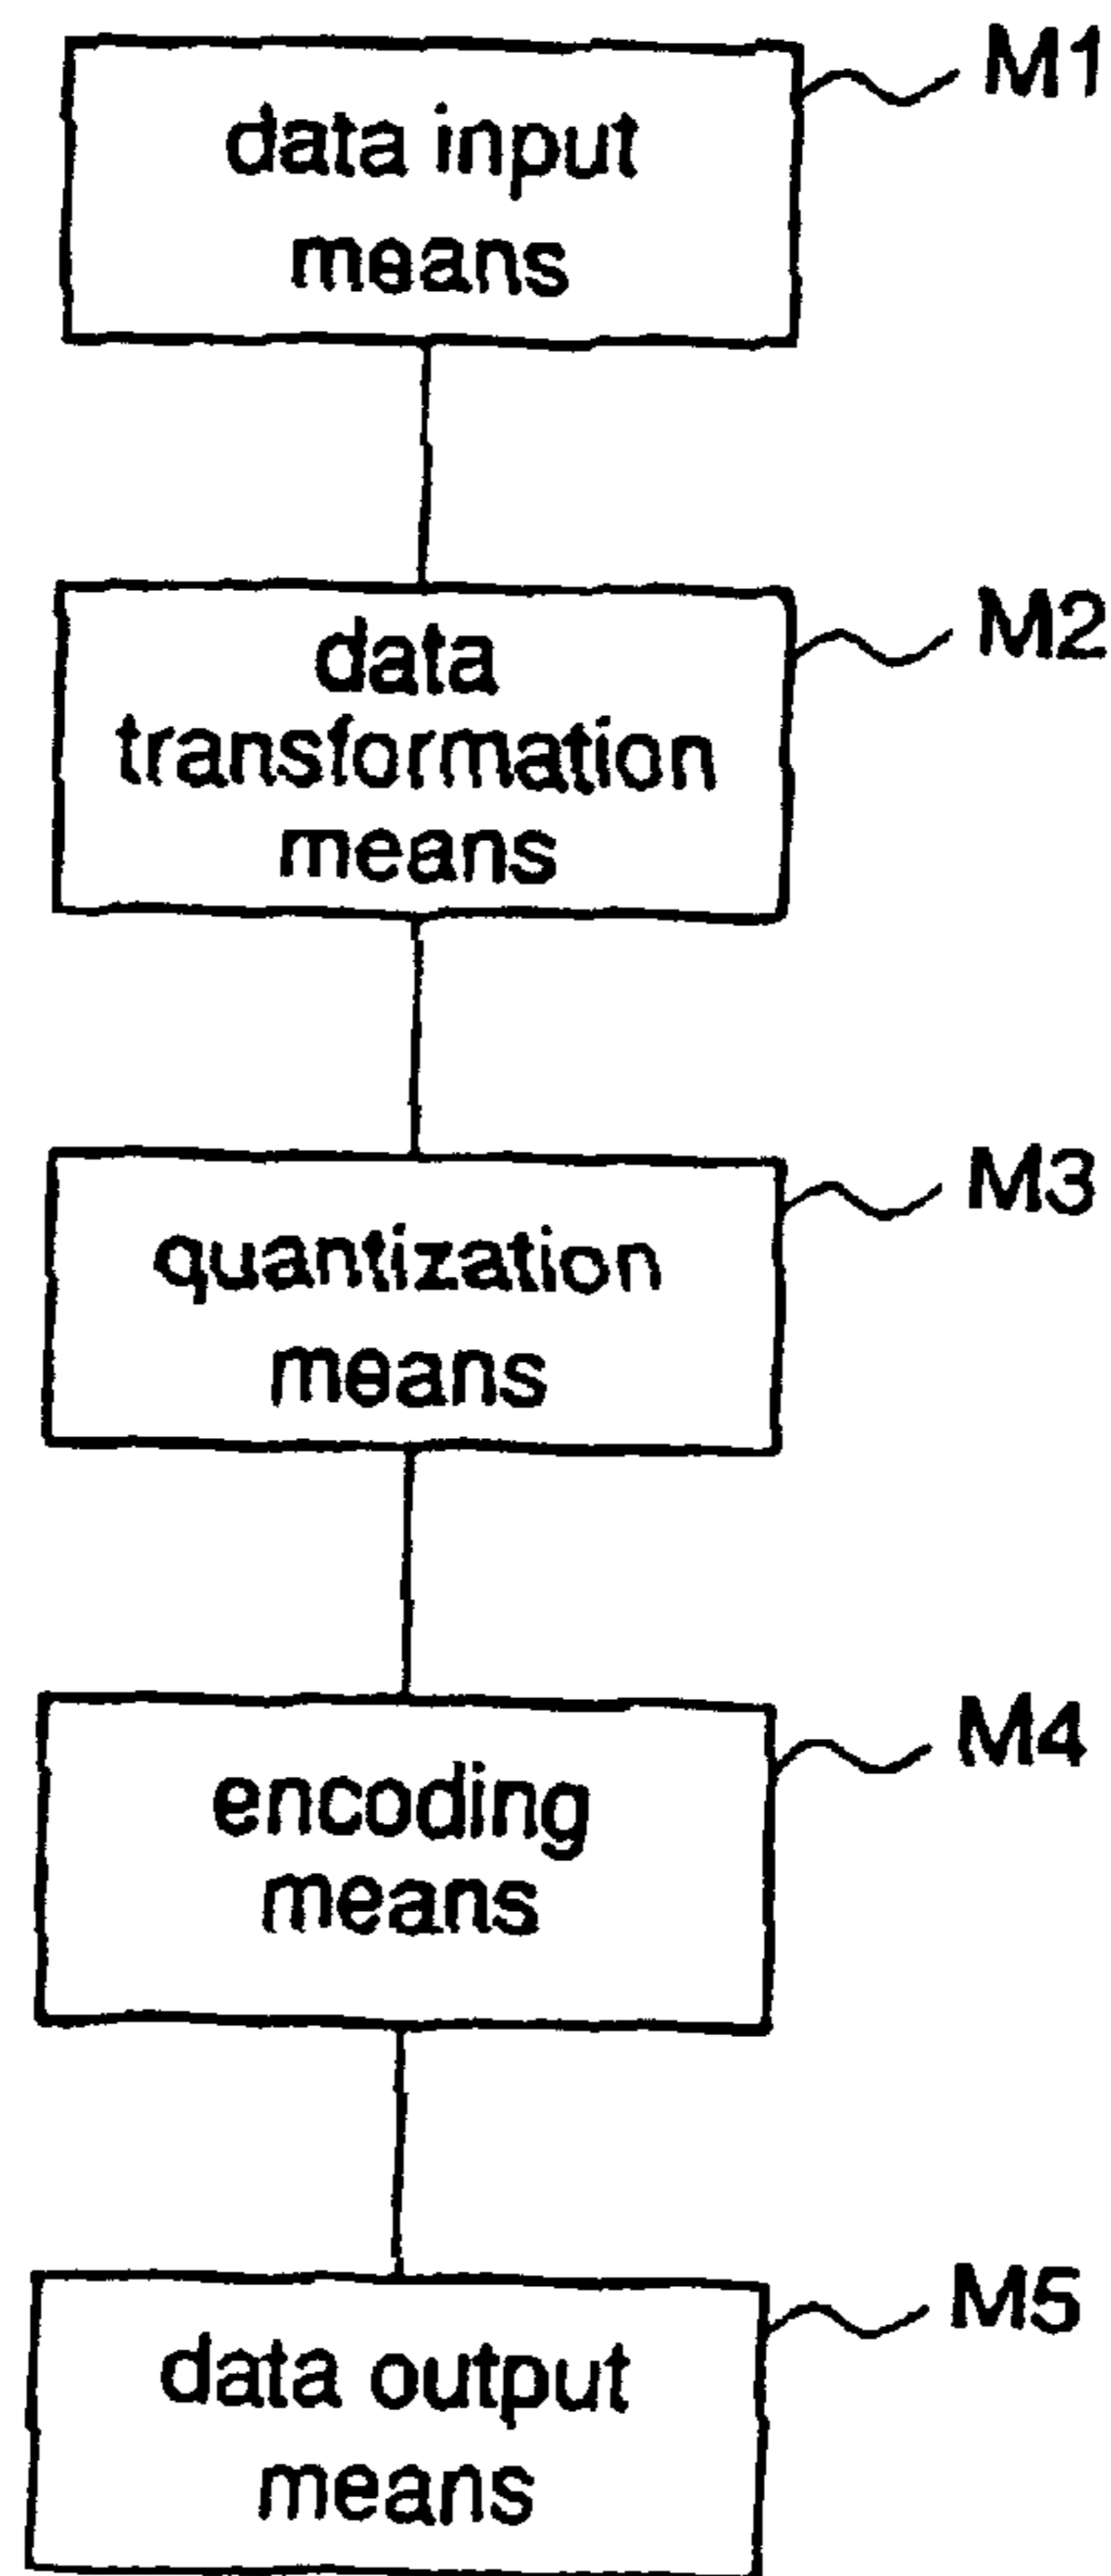 data input
means
M1
data
transformation
means
M2
quantization
means
M3
encoding
means
M4
data output
means
M5